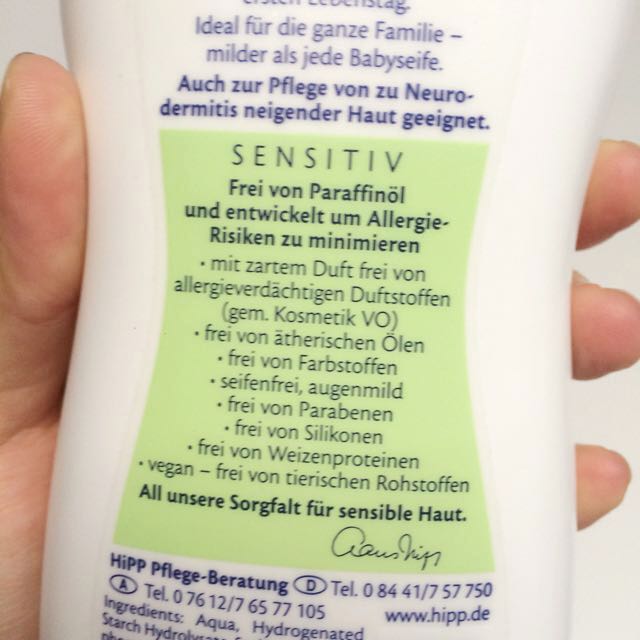 ersten Lebenstag.
Ideal für die ganze Familie –
milder als jede Babyseife.
Auch zur Pflege von zu Neuro-
dermitis neigender Haut geeignet.
SENSITIV
Frei von Paraffinöl
und entwickelt um Allergie-
Risiken zu minimieren
• mit zartem Duft frei von
allergieverdächtigen Duftstoffen
(gem. Kosmetik VO)
• frei von ätherischen Ölen
• frei von Farbstoffen
• seifenfrei, augenmild
• frei von Parabenen
• frei von Silikonen
• frei von Weizenproteinen
• vegan – frei von tierischen Rohstoffen
All unsere Sorgfalt für sensible Haut.
Claus Hipp
HiPP Pflege-Beratung D Tel. 0 84 41/7 57 750
A Tel. 0 76 12/7 65 77 105 www.hipp.de
Ingredients: Aqua, Hydrogenated
Starch